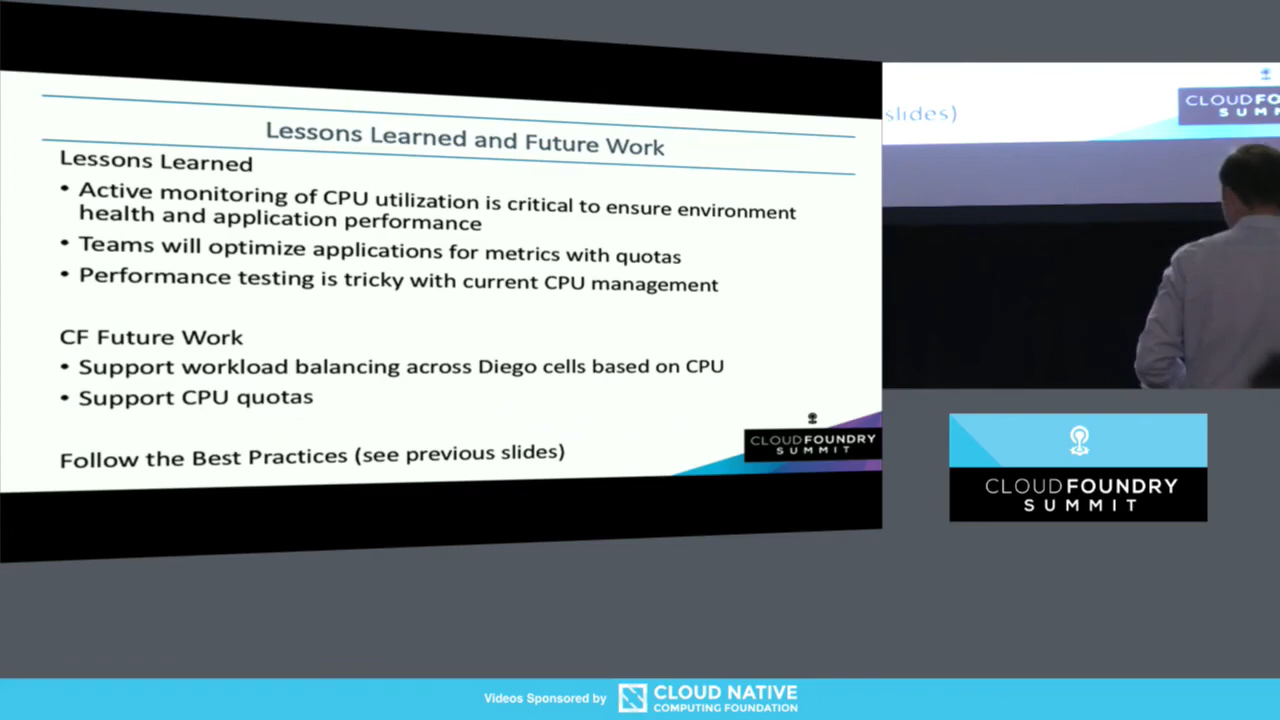 Lessons Learned and Future Work
Lessons Learned
• Active monitoring of CPU utilization is critical to ensure environment
health and application performance
• Teams will optimize applications for metrics with quotas
• Performance testing is tricky with current CPU management
CF Future Work
• Support workload balancing across Diego cells based on CPU
• Support CPU quotas
Follow the Best Practices (see previous slides)
CLOUDFOUNDRY
SUMMIT
slides)
CLOUDFO
SUM
CLOUDFOUNDRY
SUMMIT
Videos Sponsored by
CLOUD NATIVE
COMPUTING FOUNDATION